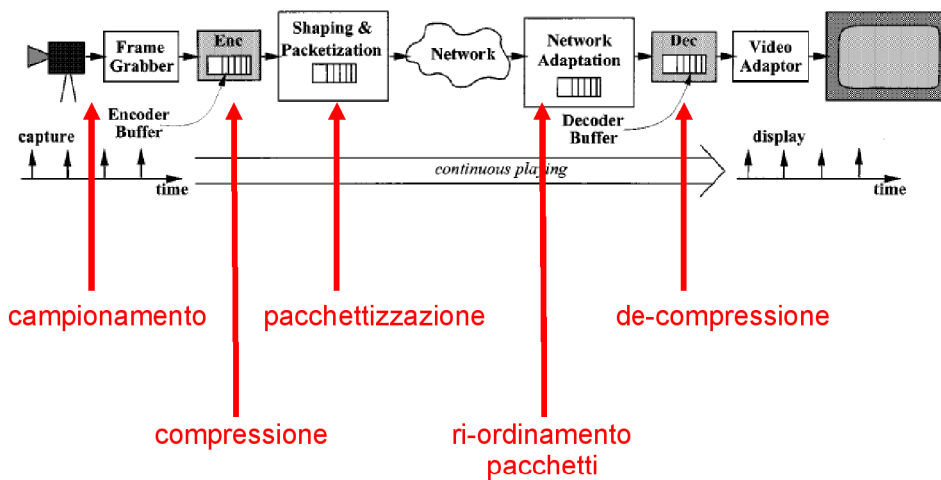 Frame
Grabber
Enc
Shaping &
Packetization
Network
Network
Adaptation
Dec
Video
Adaptor
Encoder
Buffer
Decoder
Buffer
capture
time
continuous playing
display
time
campionamento
pacchettizzazione
de-compressione
compressione
ri-ordinamento
pacchetti